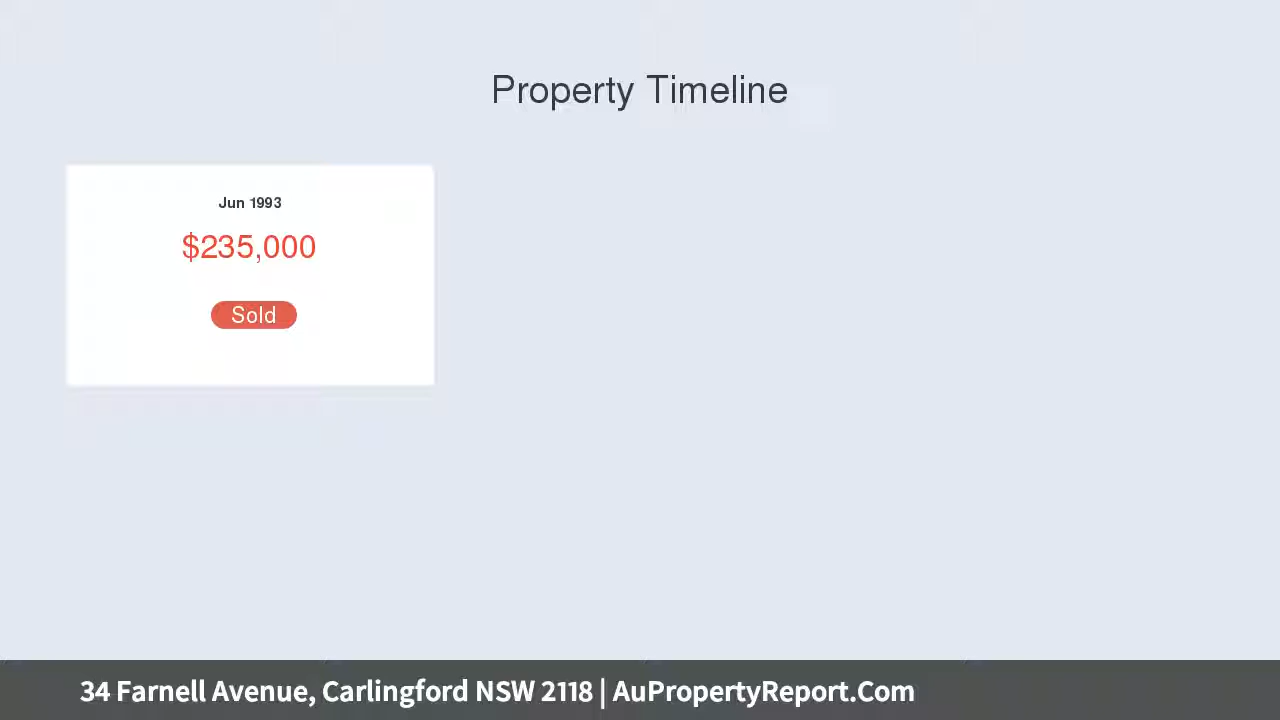 Property Timeline
Jun 1993
$235,000
Sold
34 Farnell Avenue, Carlingford NSW 2118 | AuPropertyReport.Com